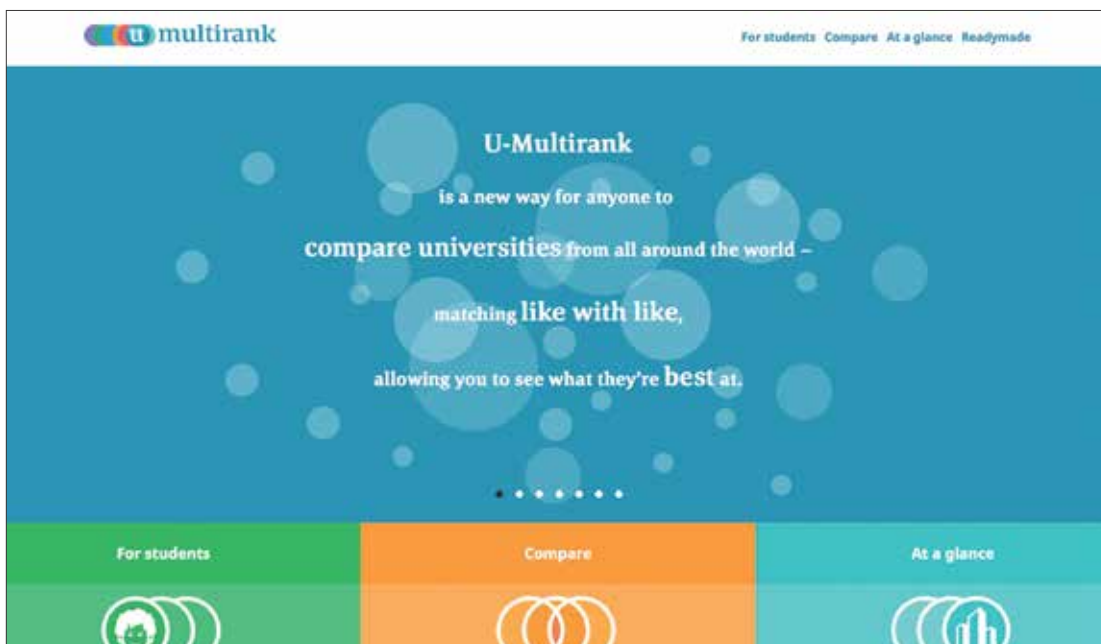 u multirank
For students Compare At a glance Readymade
U-Multirank
is a new way for anyone to
compare universities from all around the world –
matching like with like,
allowing you to see what they're best at.
For students
Compare
At a glance